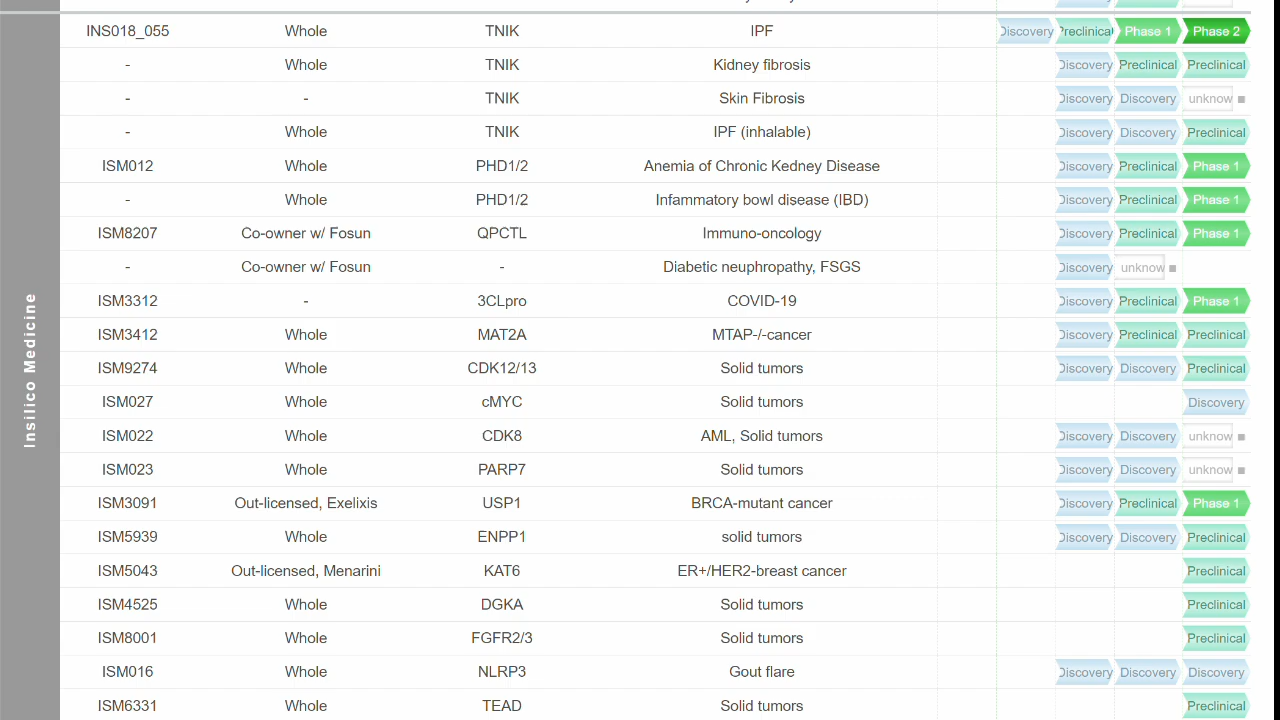 INS018_055 Whole TNIK IPF Discovery Preclinical Phase 1 Phase 2
- Whole TNIK Kidney fibrosis Discovery Preclinical Preclinical
- - TNIK Skin Fibrosis Discovery Discovery unknow
- Whole TNIK IPF (inhalable) Discovery Discovery Preclinical
ISM012 Whole PHD1/2 Anemia of Chronic Kedney Disease Discovery Preclinical Phase 1
- Whole PHD1/2 Infammatory bowl disease (IBD) Discovery Preclinical Phase 1
ISM8207 Co-owner w/ Fosun QPCTL Immuno-oncology Discovery Preclinical Phase 1
- Co-owner w/ Fosun - Diabetic neuphropathy, FSGS Discovery unknow
ISM3312 - 3CLpro COVID-19 Discovery Preclinical Phase 1
ISM3412 Whole MAT2A MTAP-/-cancer Discovery Preclinical Preclinical
ISM9274 Whole CDK12/13 Solid tumors Discovery Discovery Preclinical
ISM027 Whole cMYC Solid tumors Discovery
ISM022 Whole CDK8 AML, Solid tumors Discovery Discovery unknow
ISM023 Whole PARP7 Solid tumors Discovery Discovery unknow
ISM3091 Out-licensed, Exelixis USP1 BRCA-mutant cancer Discovery Preclinical Phase 1
ISM5939 Whole ENPP1 solid tumors Discovery Discovery Preclinical
ISM5043 Out-licensed, Menarini KAT6 ER+/HER2-breast cancer Preclinical
ISM4525 Whole DGKA Solid tumors Preclinical
ISM8001 Whole FGFR2/3 Solid tumors Preclinical
ISM016 Whole NLRP3 Gout flare Discovery Discovery Discovery
ISM6331 Whole TEAD Solid tumors Preclinical
Insilico Medicine